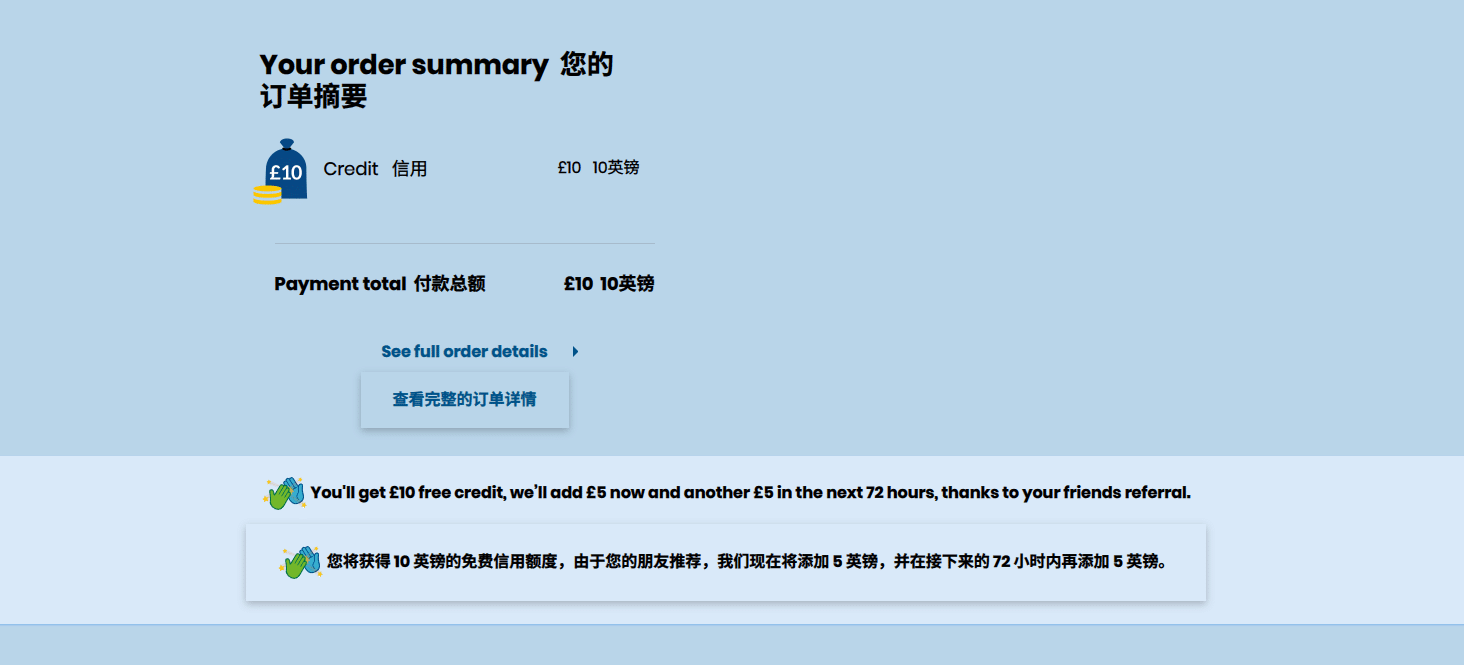 Your order summary 您的
订单摘要
£10
Credit 信用 £10 10英镑
Payment total 付款总额 £10 10英镑
See full order details
查看完整的订单详情
You'll get £10 free credit, we’ll add £5 now and another £5 in the next 72 hours, thanks to your friends referral.
您将获得 10 英镑的免费信用额度，由于您的朋友推荐，我们现在将添加 5 英镑，并在接下来的 72 小时内再添加 5 英镑。